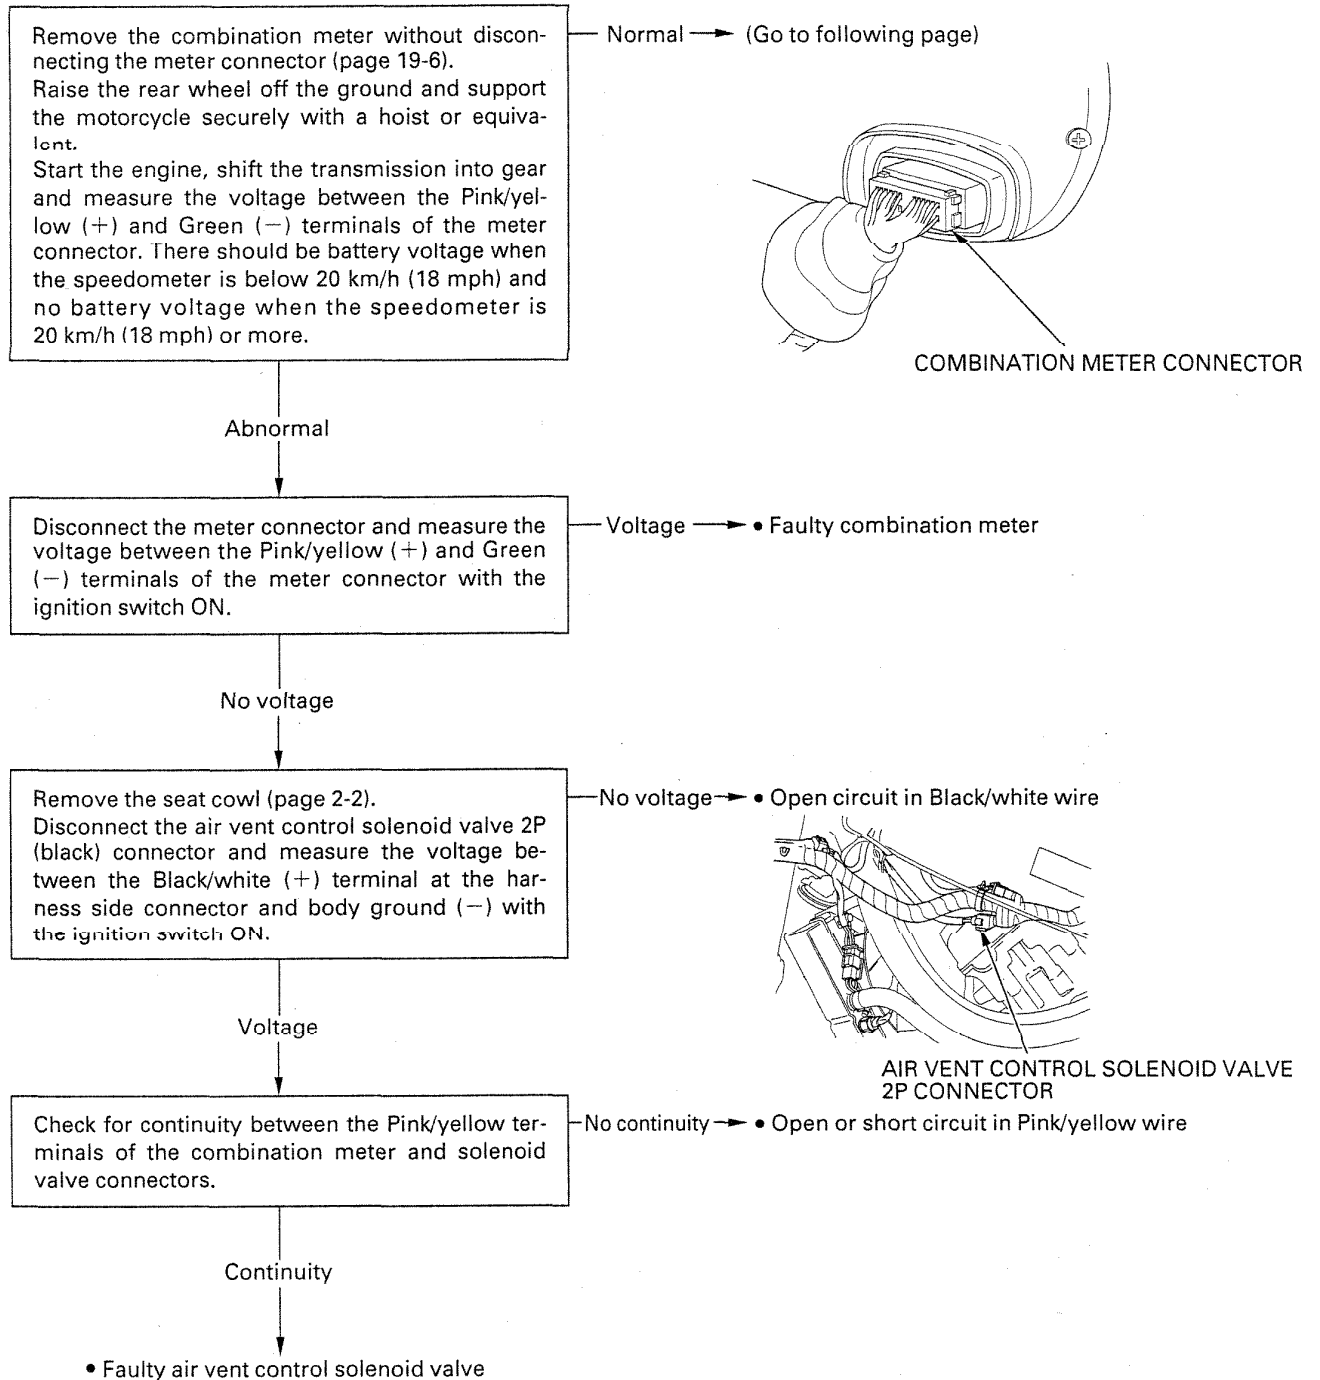 Remove the combination meter without discon-
necting the meter connector (page 19-6).
Raise the rear wheel off the ground and support
the motorcycle securely with a hoist or equiva-
lent.
Start the engine, shift the transmission into gear
and measure the voltage between the Pink/yel-
low (+) and Green (−) terminals of the meter
connector. There should be battery voltage when
the speedometer is below 20 km/h (18 mph) and
no battery voltage when the speedometer is
20 km/h (18 mph) or more.
Normal
(Go to following page)
COMBINATION METER CONNECTOR
Abnormal
Disconnect the meter connector and measure the
voltage between the Pink/yellow (+) and Green
(−) terminals of the meter connector with the
ignition switch ON.
Voltage
• Faulty combination meter
No voltage
Remove the seat cowl (page 2-2).
Disconnect the air vent control solenoid valve 2P
(black) connector and measure the voltage be-
tween the Black/white (+) terminal at the har-
ness side connector and body ground (−) with
the ignition switch ON.
No voltage
• Open circuit in Black/white wire
AIR VENT CONTROL SOLENOID VALVE
2P CONNECTOR
Voltage
Check for continuity between the Pink/yellow ter-
minals of the combination meter and solenoid
valve connectors.
No continuity
• Open or short circuit in Pink/yellow wire
Continuity
• Faulty air vent control solenoid valve